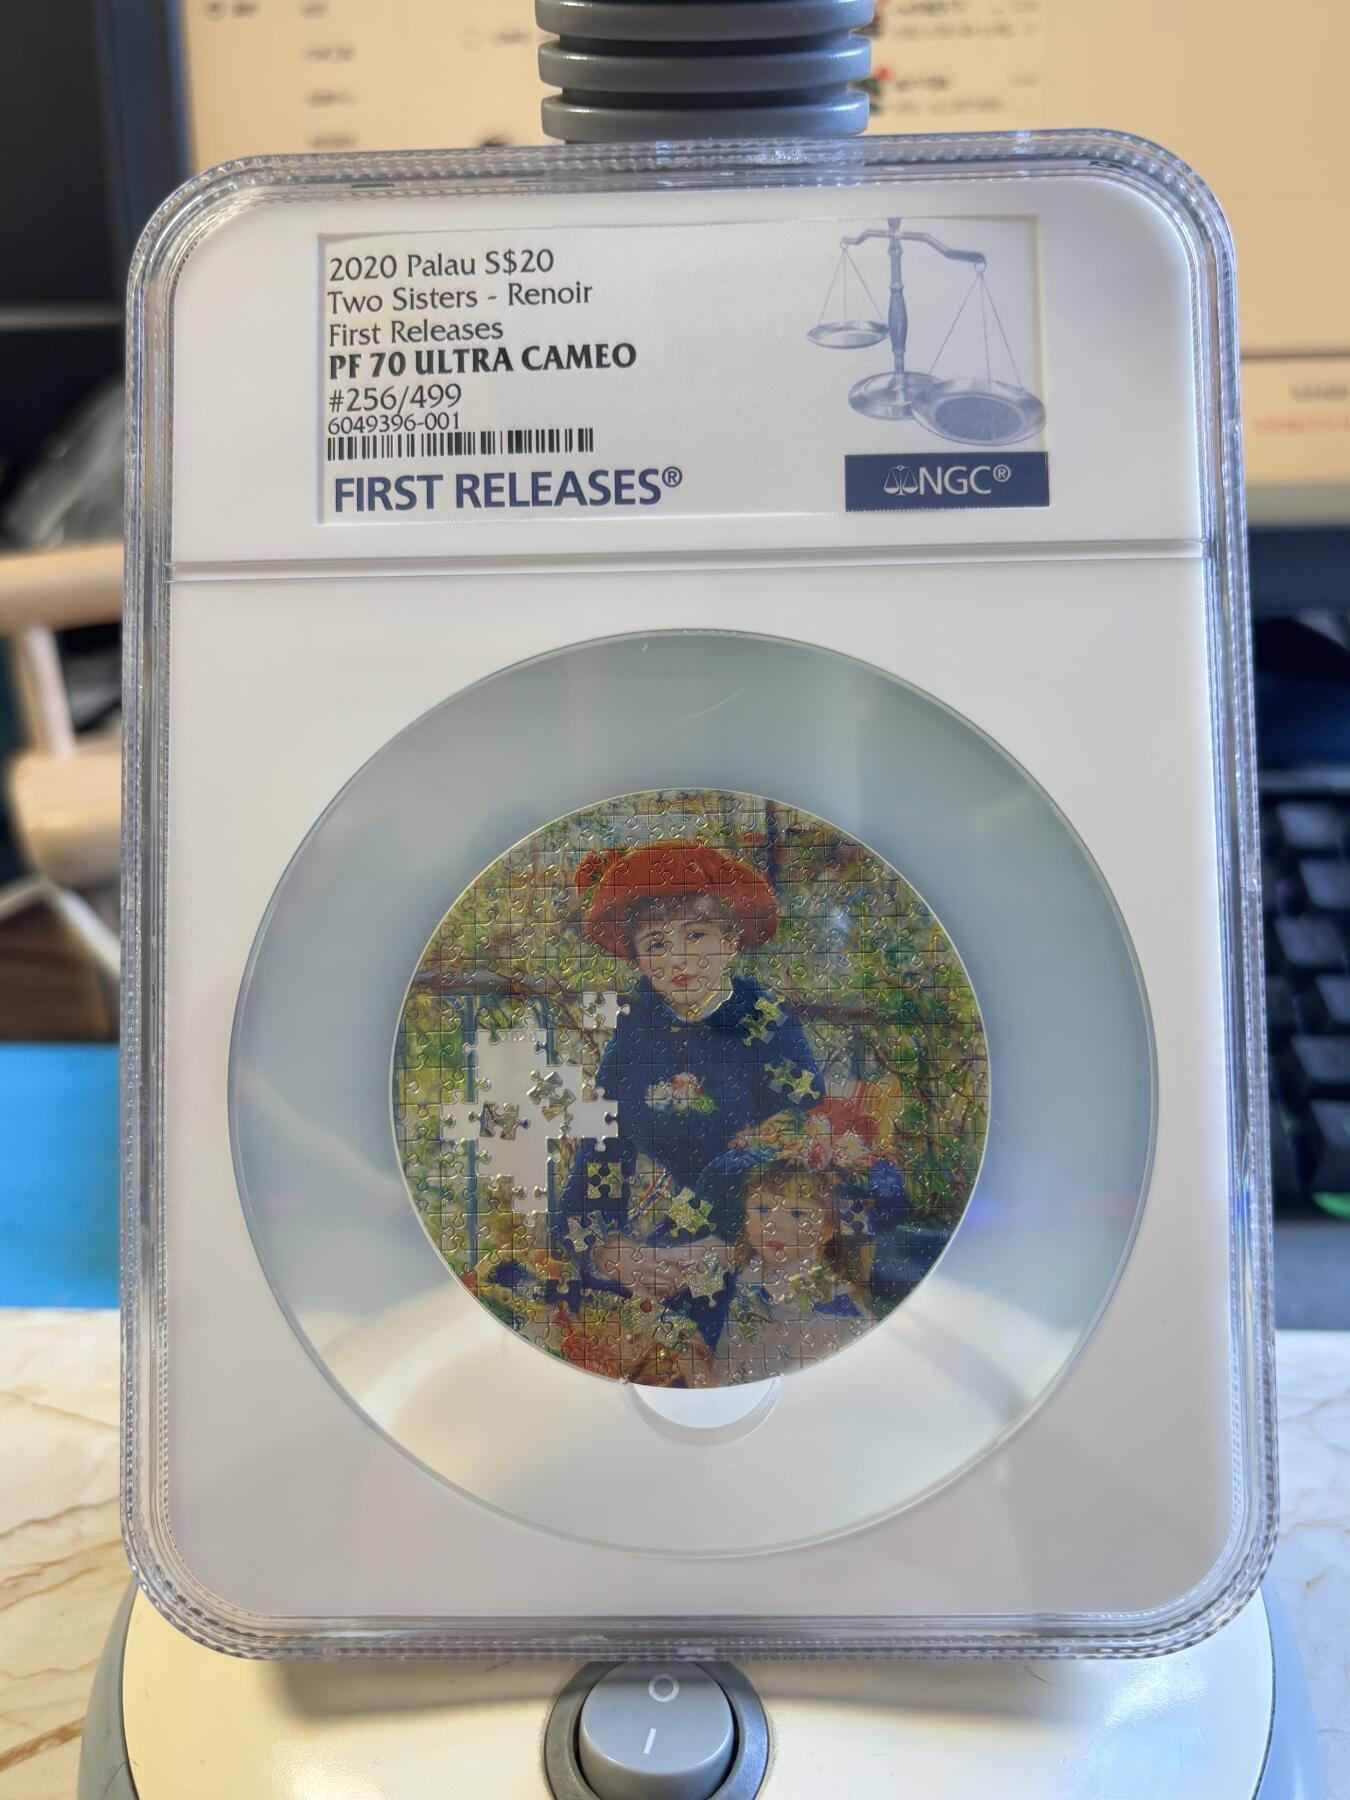 2020 Palau S$20
Two Sisters - Renoir
First Releases
PF 70 ULTRA CAMEO
#256/499
6049396-001
FIRST RELEASES®
NGC®
2020